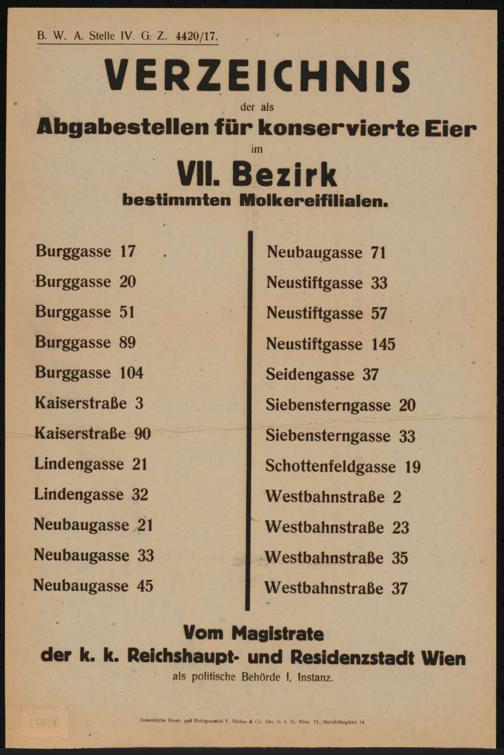 B. W. A. Stelle IV. G. Z. 4420/17.
VERZEICHNIS
der als
Abgabestellen für konservierte Eier
im
VII. Bezirk
bestimmten Molkereifilialen.
Burggasse 17
Burggasse 20
Burggasse 51
Burggasse 89
Burggasse 104
Kaiserstraße 3
Kaiserstraße 90
Lindengasse 21
Lindengasse 32
Neubaugasse 21
Neubaugasse 33
Neubaugasse 45
Neubaugasse 71
Neustiftgasse 33
Neustiftgasse 57
Neustiftgasse 145
Seidengasse 37
Siebensterngasse 20
Siebensterngasse 33
Schottenfeldgasse 19
Westbahnstraße 2
Westbahnstraße 23
Westbahnstraße 35
Westbahnstraße 37
Vom Magistrate
der k. k. Reichshaupt- und Residenzstadt Wien
als politische Behörde I. Instanz.